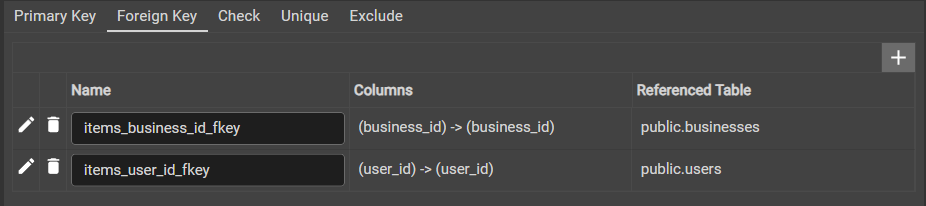 Primary Key Foreign Key Check Unique Exclude
Name Columns Referenced Table
items_business_id_fkey (business_id) -> (business_id) public.businesses
items_user_id_fkey (user_id) -> (user_id) public.users